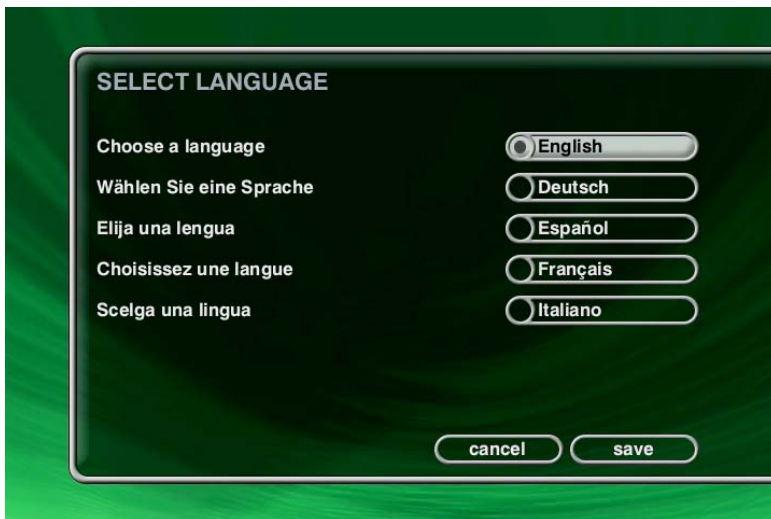 SELECT LANGUAGE
Choose a language English
Wählen Sie eine Sprache Deutsch
Elija una lengua Español
Choisissez une langue Français
Scelga una lingua Italiano
cancel save